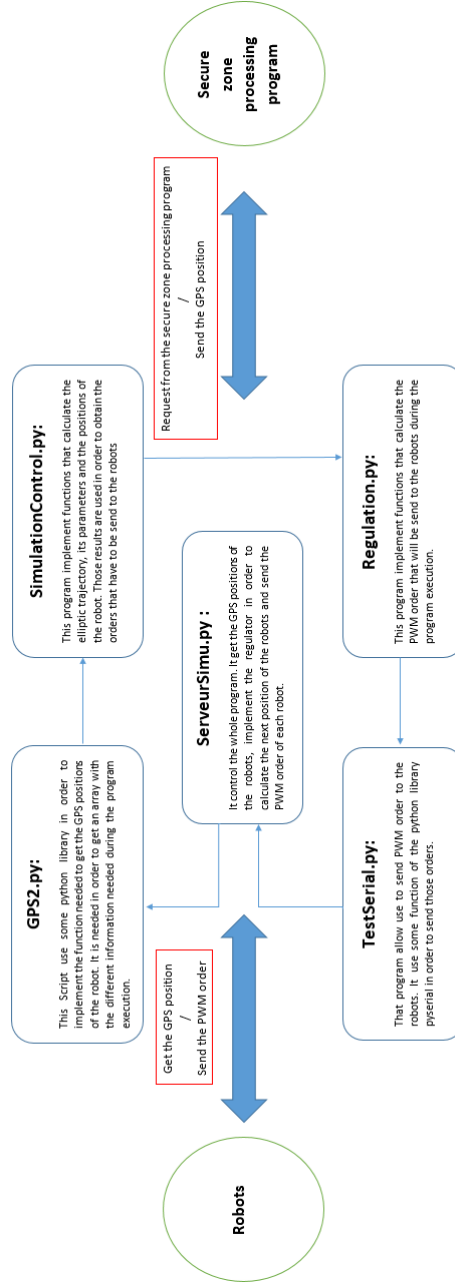 Robots
Get the GPS position
/
Send the PWM order
GPS2.py:
This Script use some python library in order to
implement the function needed to get the GPS positions
of the robot. It is needed in order to get an array with
the different information needed during the program
execution.
SimulationControl.py:
This program implement functions that calculate the
elliptic trajectory, its parameters and the positions of
the robot. Those results are used in order to obtain the
orders that have to be send to the robots
ServeurSimu.py :
It control the whole program. It get the GPS positions of
the robots, implement the regulator in order to
calculate the next position of the robots and send the
PWM order of each robot.
TestSerial.py:
That program allow use to send PWM order to the
robots. It use some function of the python library
pyserial in order to send those orders.
Regulation.py:
This program implement functions that calculate the
PWM order that will be send to the robots during the
program execution.
Request from the secure zone processing program
/
Send the GPS position
Secure
zone
processing
program